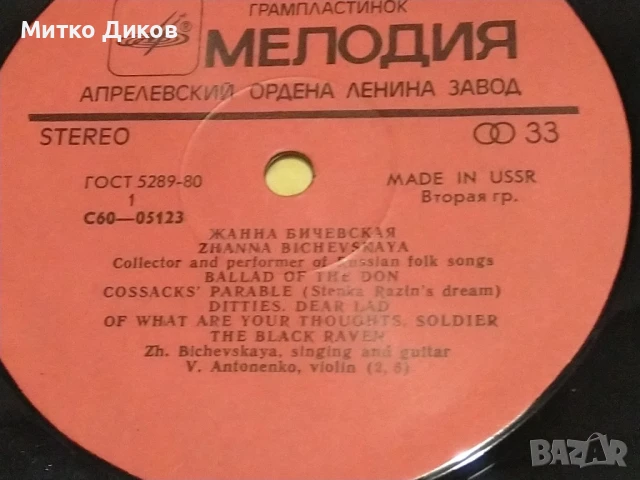 Митко Диков
ГРАМПЛАСТИНОК
МЕЛОДИЯ
АПРЕЛЕВСКИЙ ОРДЕНА ЛЕНИНА ЗАВОД
STEREO 33
ГОСТ 5289-80 MADE IN USSR
1 Вторая гр.
С60—05123
ЖАННА БИЧЕВСКАЯ
ZHANNA BICHEVSKAYA
Collector and performer of Russian folk songs
BALLAD OF THE DON
COSSACKS' PARABLE (Stenka Razin's dream)
DITTIES. DEAR LAD
OF WHAT ARE YOUR THOUGHTS, SOLDIER
THE BLACK RAVEN
Zh. Bichevskaya, singing and guitar
V. Antonenko, violin (2, 6)
BAZAR